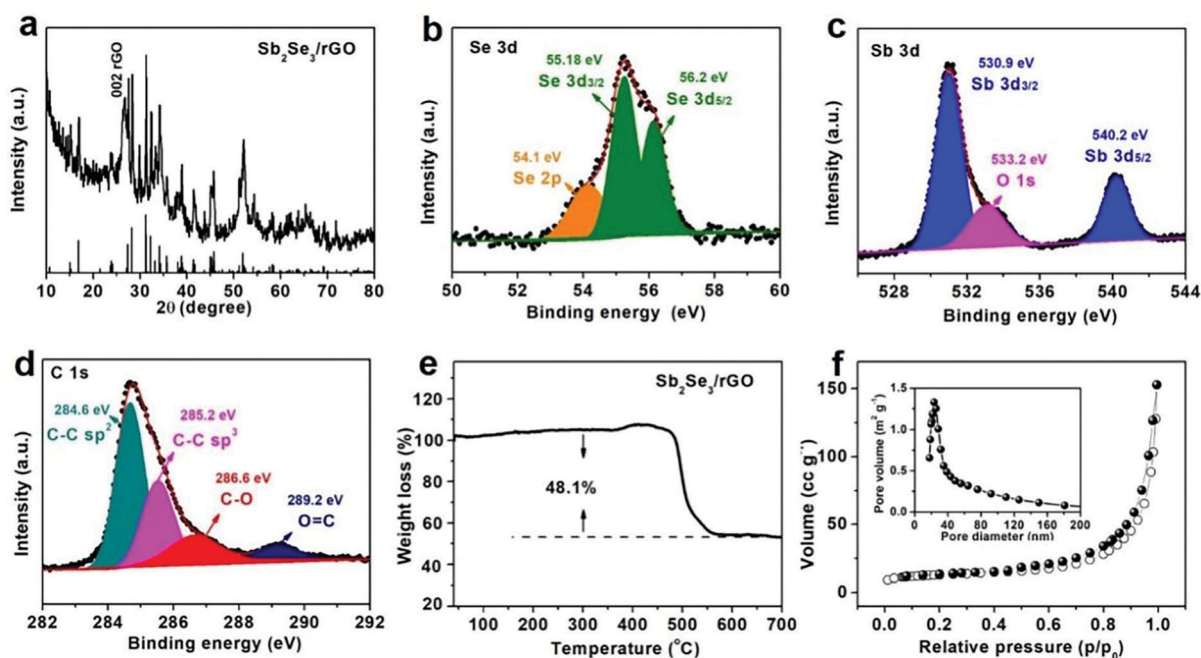 a
Sb₂Se₃/rGO
002 rGO
Intensity (a.u.)
10 20 30 40 50 60 70 80
2θ (degree)
b
Se 3d
55.18 eV
Se 3d₃/₂
56.2 eV
Se 3d₅/₂
54.1 eV
Se 2p
Intensity (a.u.)
50 52 54 56 58 60
Binding energy (eV)
c
Sb 3d
530.9 eV
Sb 3d₃/₂
533.2 eV
O 1s
540.2 eV
Sb 3d₅/₂
Intensity (a.u.)
528 532 536 540 544
Binding energy (eV)
d
C 1s
284.6 eV
C-C sp²
285.2 eV
C-C sp³
286.6 eV
C-O
289.2 eV
O=C
Intensity (a.u.)
282 284 286 288 290 292
Binding energy (eV)
e
Sb₂Se₃/rGO
48.1%
Weight loss (%)
140
120
100
80
60
40
20
100 200 300 400 500 600 700
Temperature (°C)
f
Volume (cc g⁻¹)
150
100
50
0
Pore volume (m² g⁻¹)
1.5
1.0
0.5
0.0
0 40 80 120 160 200
Pore diameter (nm)
0.0 0.2 0.4 0.6 0.8 1.0
Relative pressure (p/p₀)